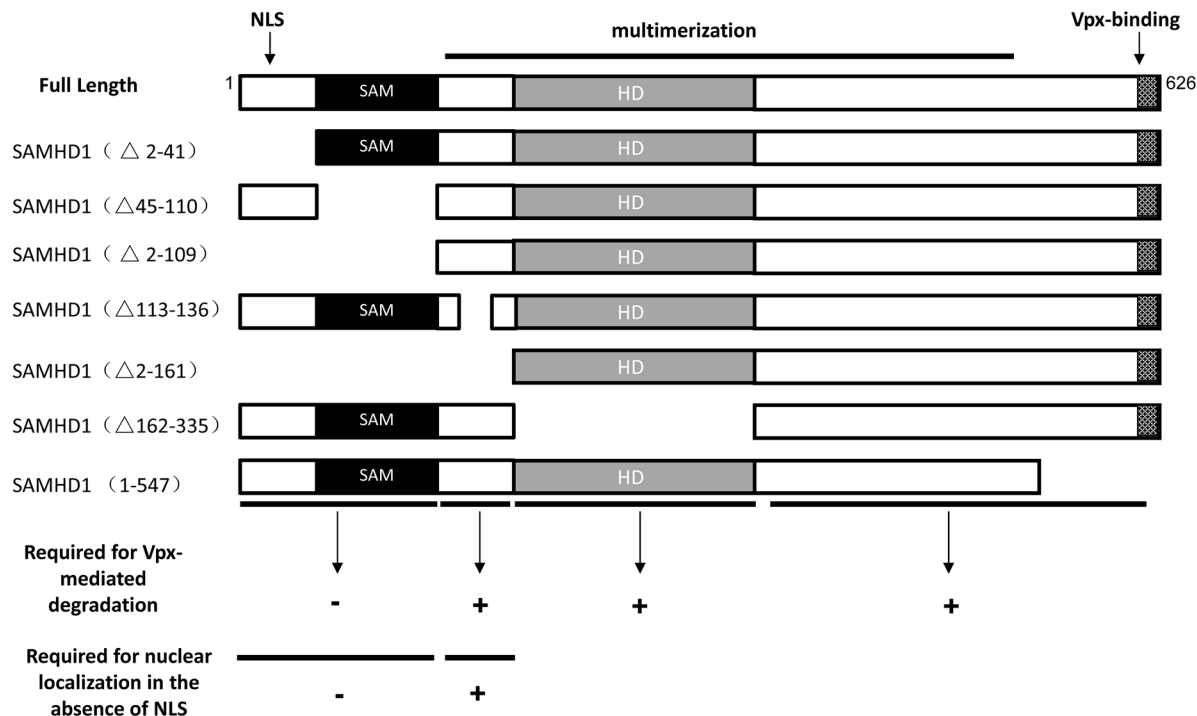 NLS
multimerization
Vpx-binding
Full Length
1
SAM
HD
626
SAMHD1（△ 2-41）
SAM
HD
SAMHD1（△45-110）
HD
SAMHD1（ △ 2-109）
HD
SAMHD1（△113-136）
SAM
HD
SAMHD1（△2-161）
HD
SAMHD1（△162-335）
SAM
SAMHD1 （1-547）
SAM
HD
Required for Vpx-
mediated
degradation
- + + +
Required for nuclear
localization in the
absence of NLS
- +